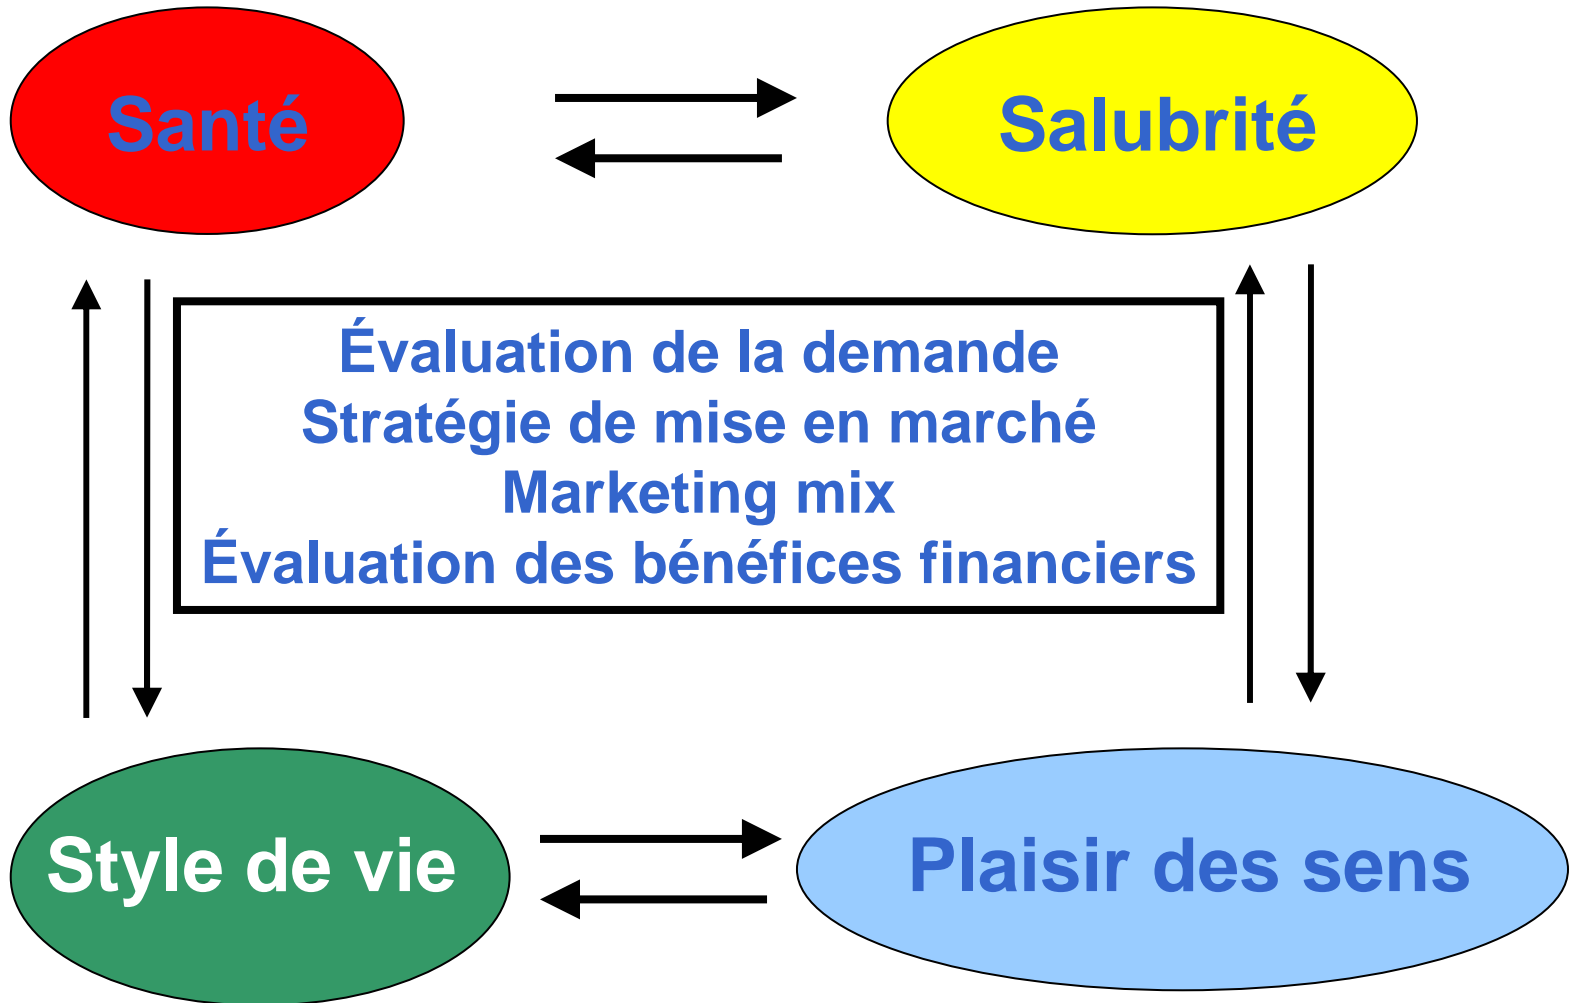 Santé
Salubrité
Évaluation de la demande
Stratégie de mise en marché
Marketing mix
Évaluation des bénéfices financiers
Style de vie
Plaisir des sens